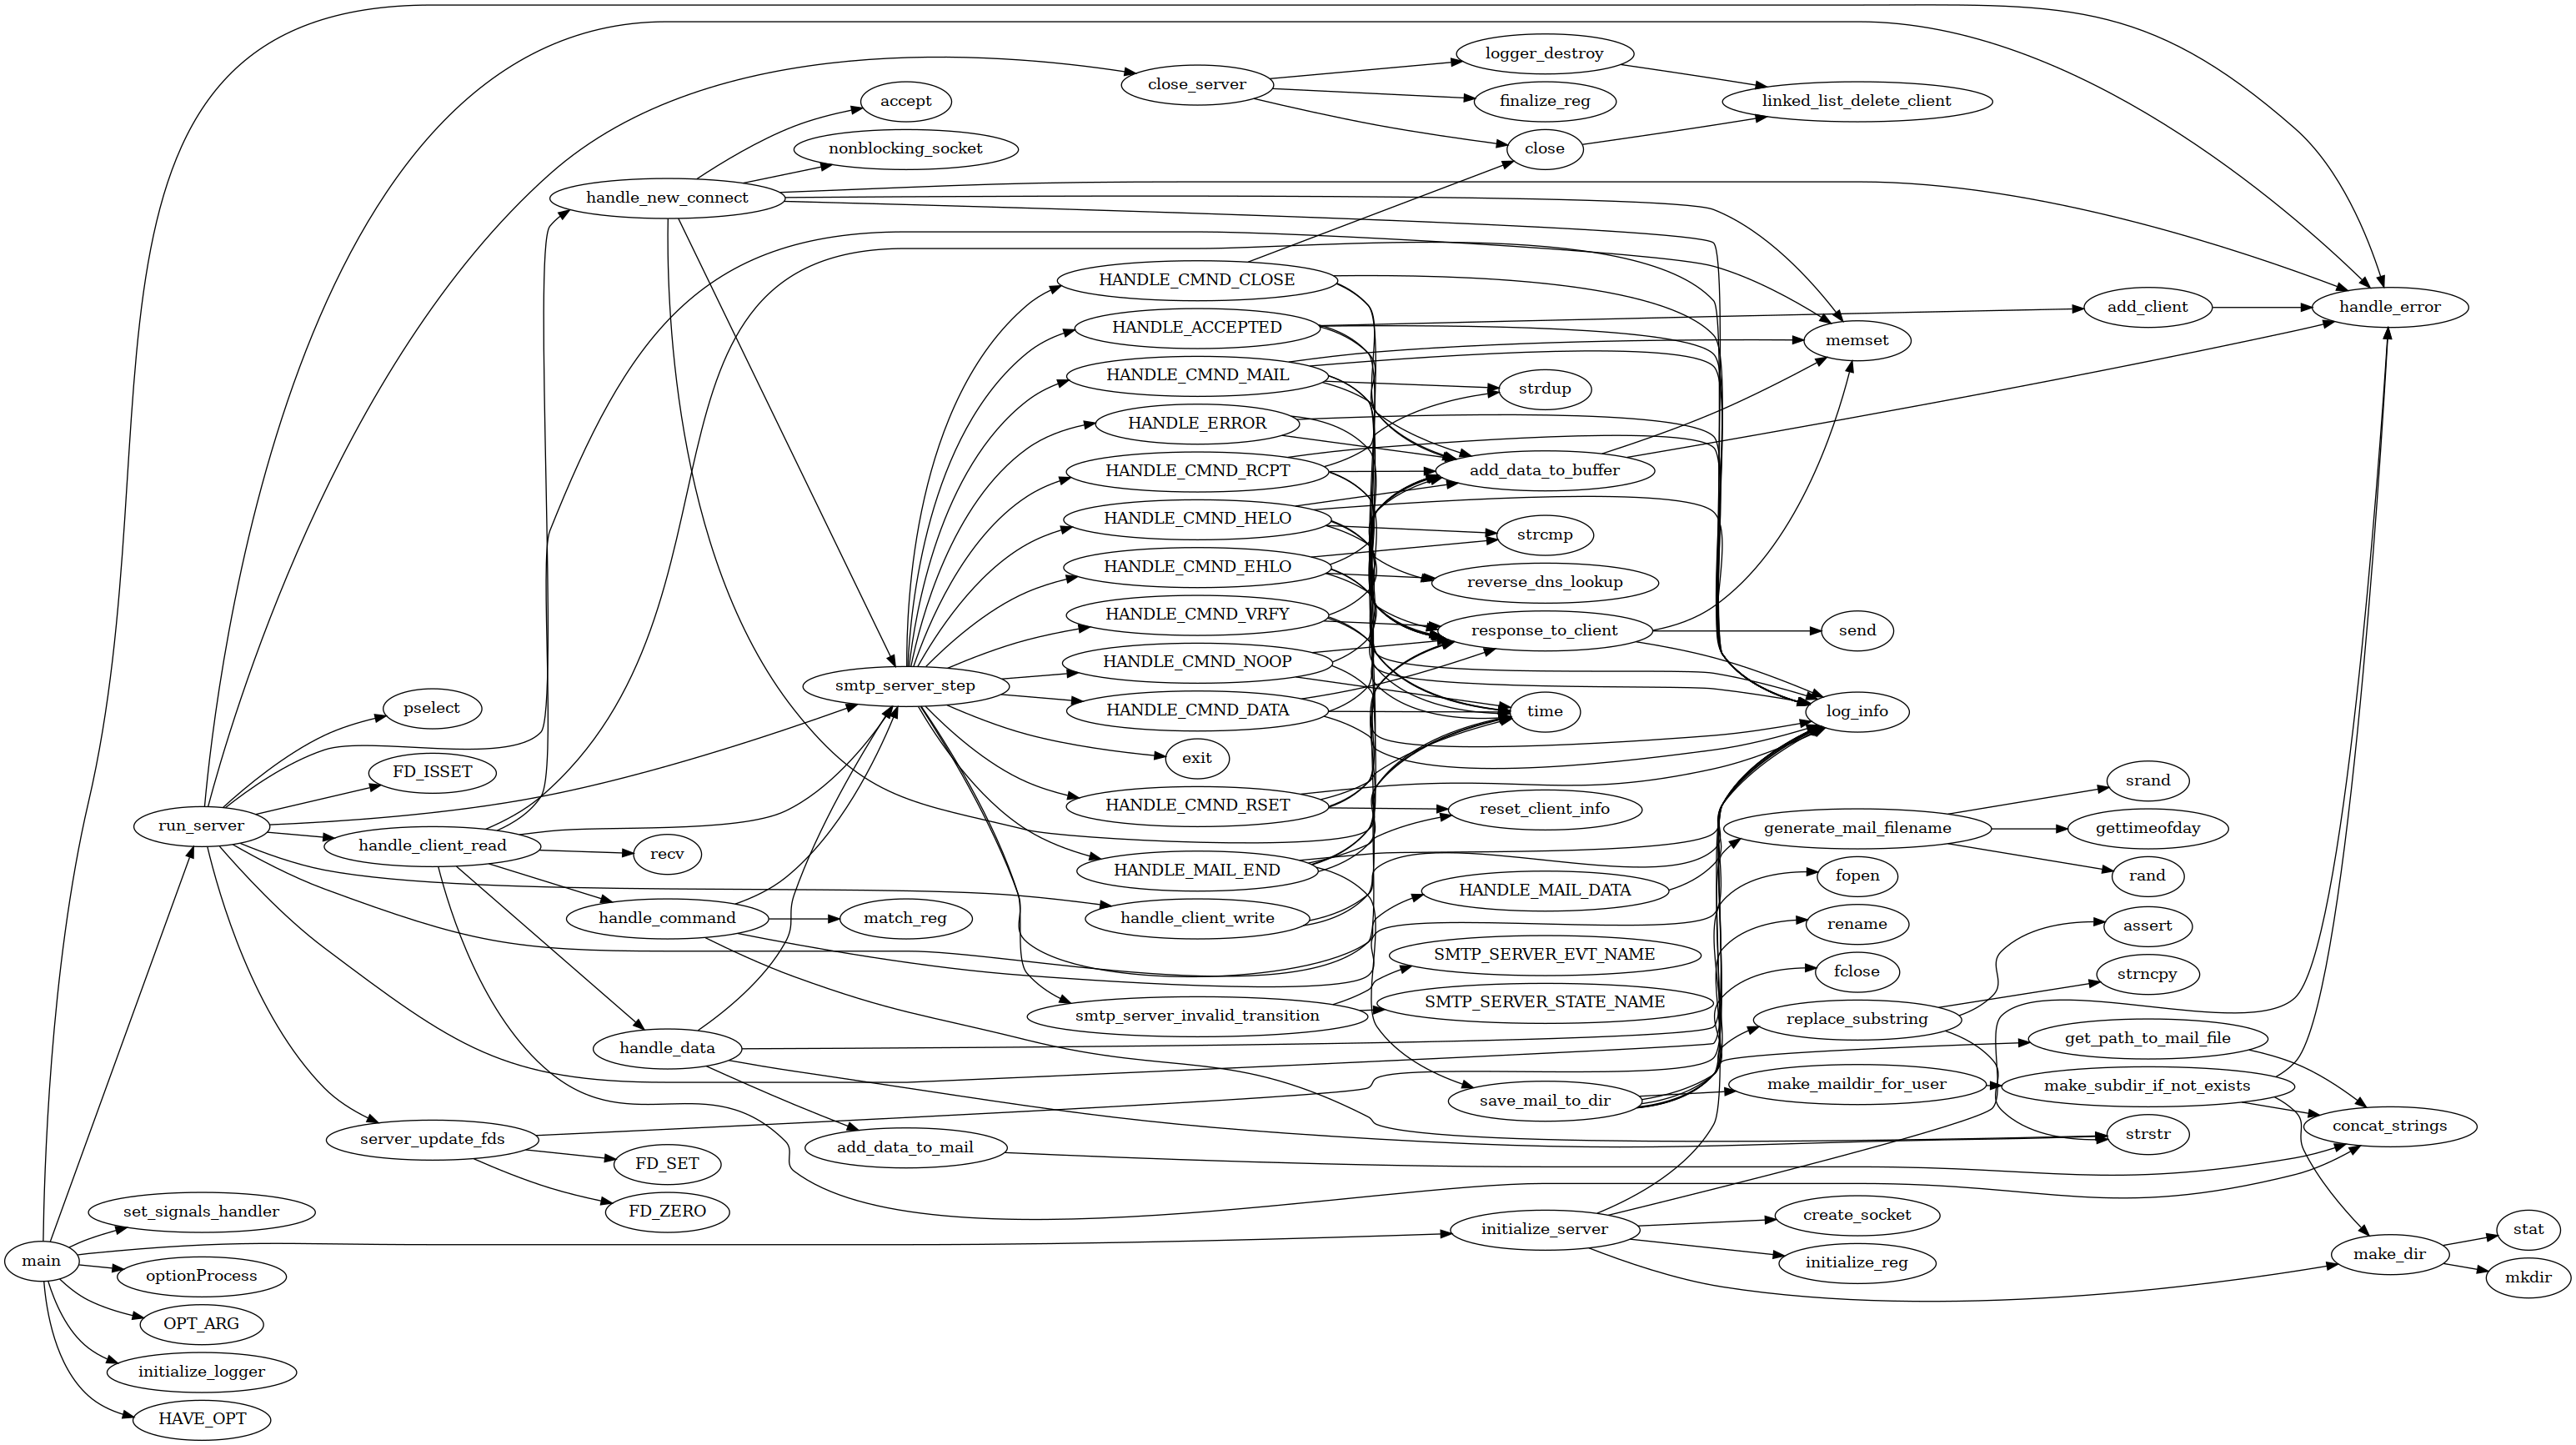 logger_destroy
close_server
accept
finalize_reg
linked_list_delete_client
nonblocking_socket
close
handle_new_connect
HANDLE_CMND_CLOSE
add_client
handle_error
HANDLE_ACCEPTED
memset
HANDLE_CMND_MAIL
strdup
HANDLE_ERROR
HANDLE_CMND_RCPT
add_data_to_buffer
HANDLE_CMND_HELO
strcmp
HANDLE_CMND_EHLO
reverse_dns_lookup
HANDLE_CMND_VRFY
response_to_client
send
HANDLE_CMND_NOOP
smtp_server_step
pselect
HANDLE_CMND_DATA
time
log_info
exit
FD_ISSET
srand
HANDLE_CMND_RSET
reset_client_info
run_server
generate_mail_filename
gettimeofday
handle_client_read
recv
HANDLE_MAIL_END
fopen
rand
HANDLE_MAIL_DATA
handle_command
match_reg
handle_client_write
rename
assert
SMTP_SERVER_EVT_NAME
fclose
strncpy
SMTP_SERVER_STATE_NAME
smtp_server_invalid_transition
replace_substring
get_path_to_mail_file
handle_data
make_maildir_for_user
make_subdir_if_not_exists
save_mail_to_dir
concat_strings
strstr
server_update_fds
add_data_to_mail
FD_SET
FD_ZERO
set_signals_handler
create_socket
initialize_server
stat
make_dir
main
initialize_reg
optionProcess
mkdir
OPT_ARG
initialize_logger
HAVE_OPT